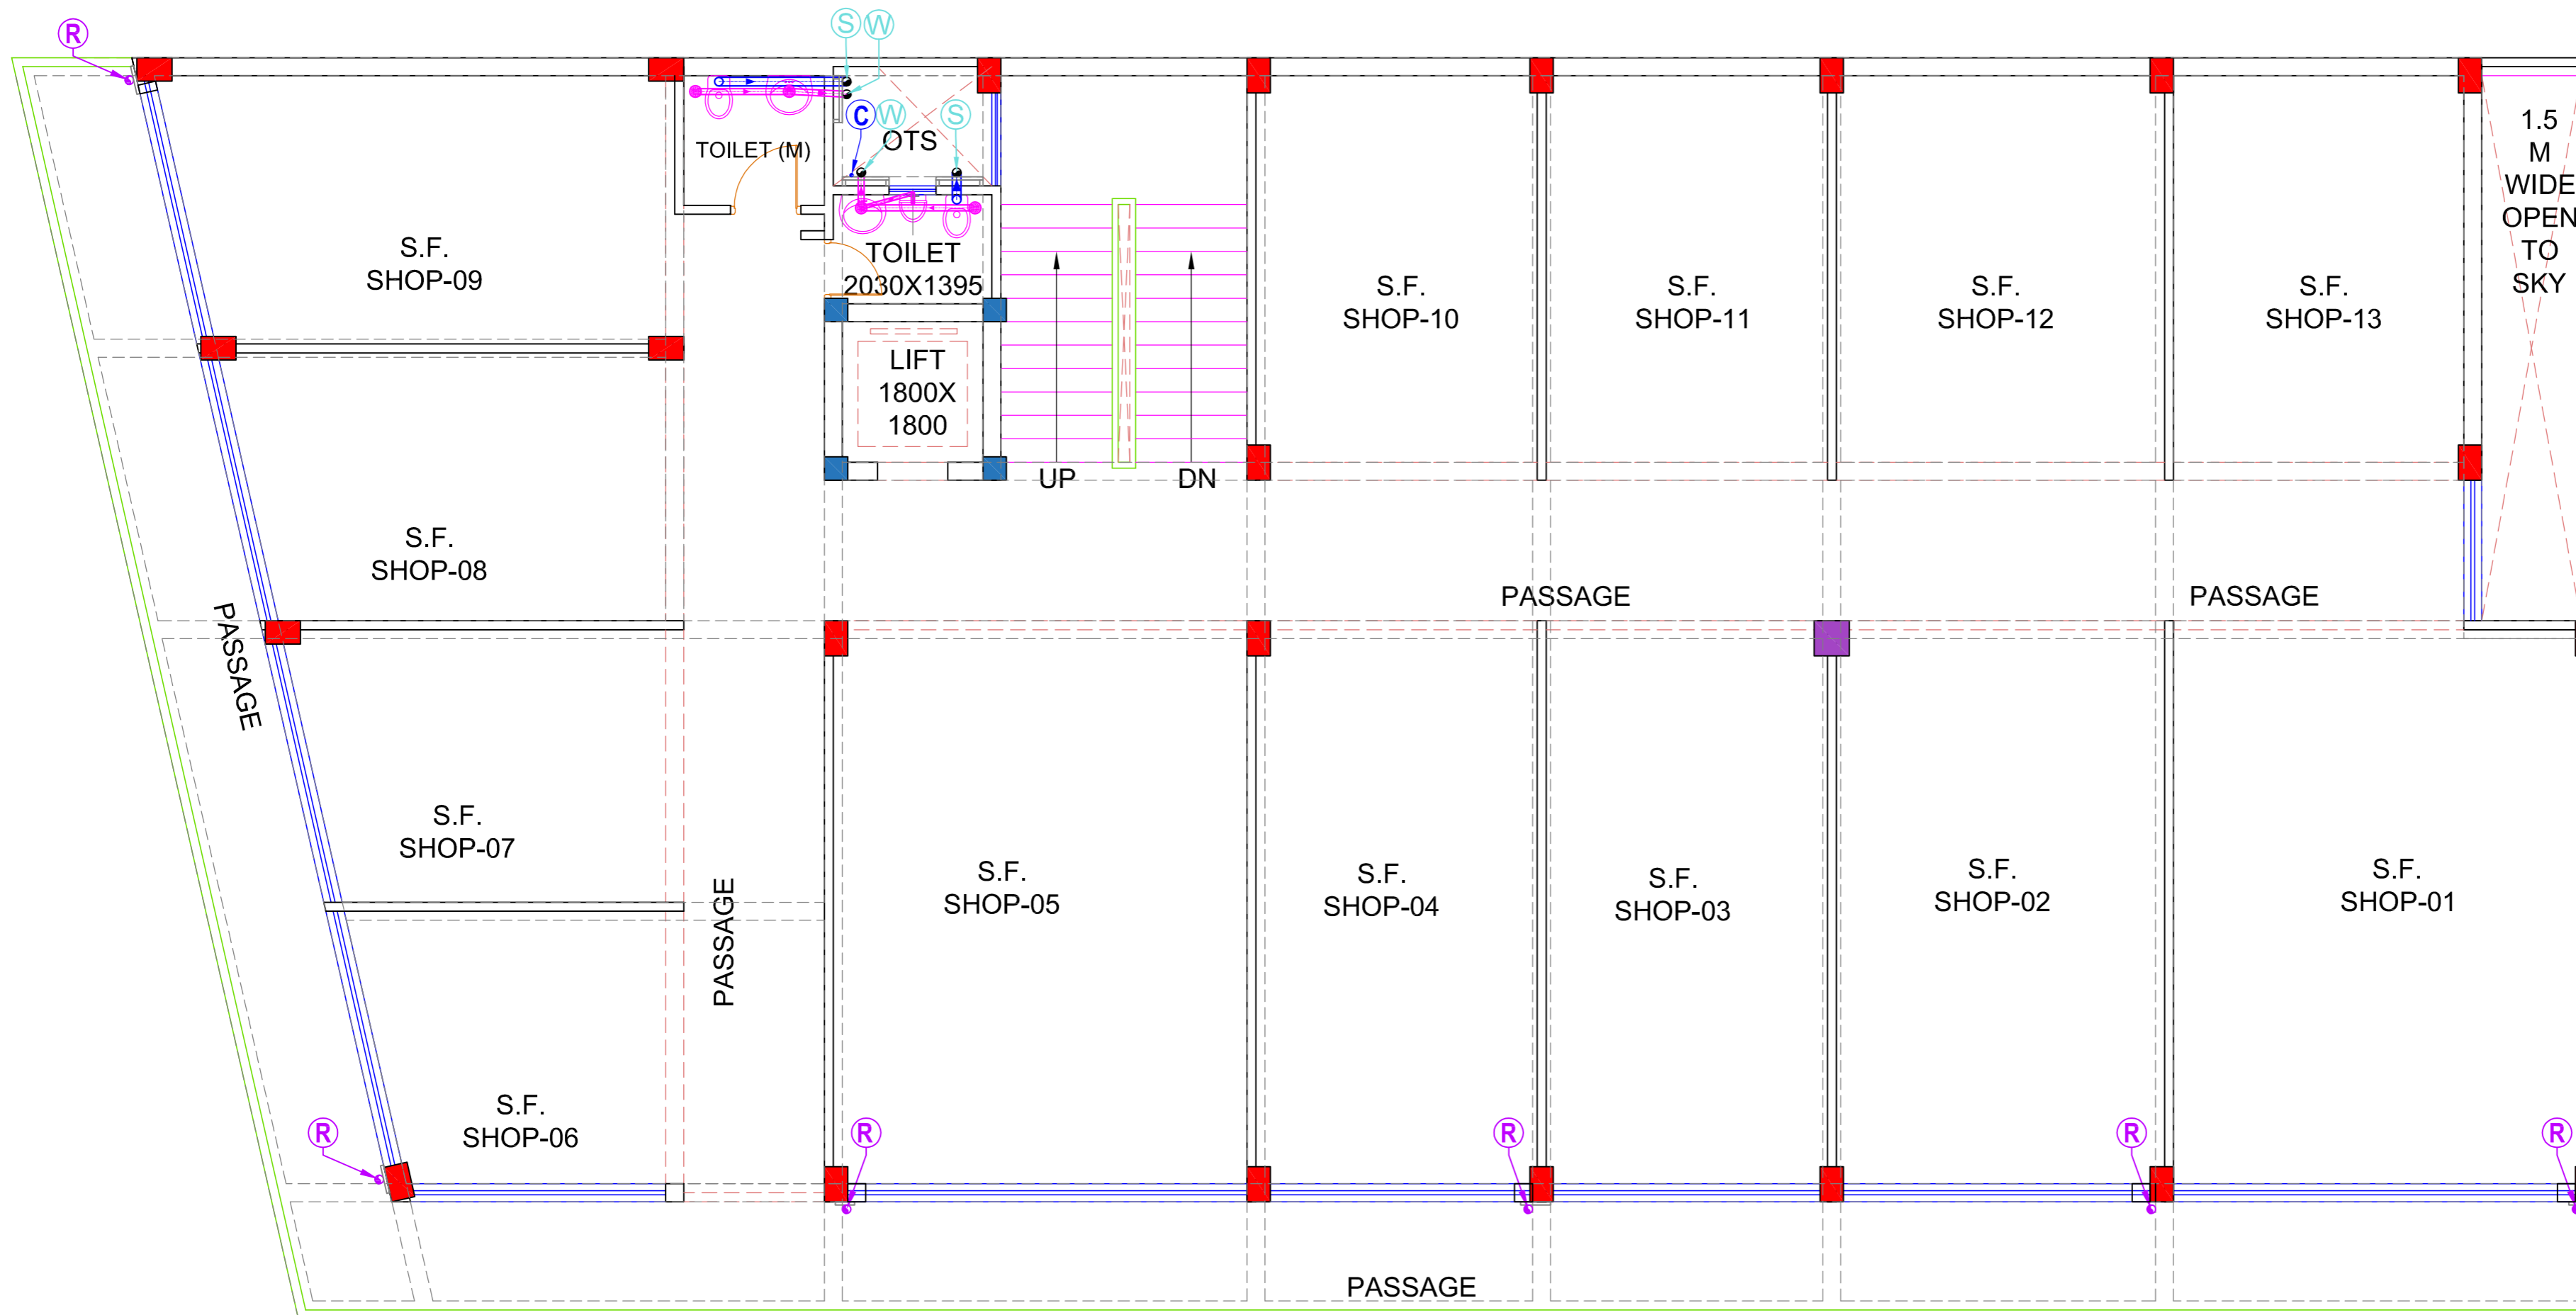 R
S
W
C
W
S
OTS
TOILET (M)
TOILET
2030X1395
LIFT
1800X
1800
UP
DN
1.5
M
WIDE
OPEN
TO
SKY
S.F.
SHOP-09
S.F.
SHOP-10
S.F.
SHOP-11
S.F.
SHOP-12
S.F.
SHOP-13
S.F.
SHOP-08
PASSAGE
PASSAGE
PASSAGE
S.F.
SHOP-07
PASSAGE
S.F.
SHOP-05
S.F.
SHOP-04
S.F.
SHOP-03
S.F.
SHOP-02
S.F.
SHOP-01
S.F.
SHOP-06
R
R
R
R
R
PASSAGE